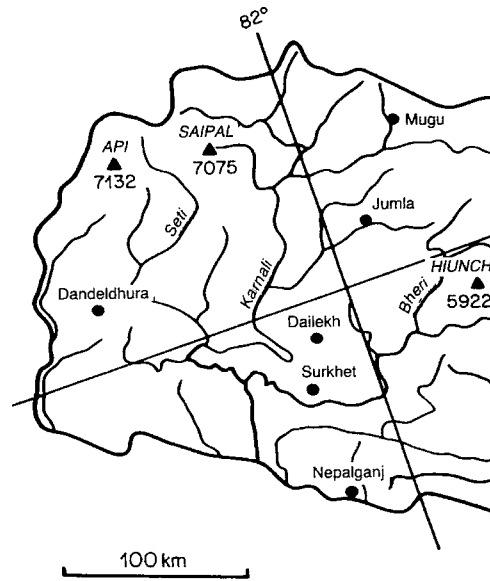 82°
Mugu
SAIPAL
7075
API
7132
Seti
Jumla
Karnali
HIUNCH
5922
Bheri
Dandeldhura
Dailekh
Surkhet
Nepalganj
100 km